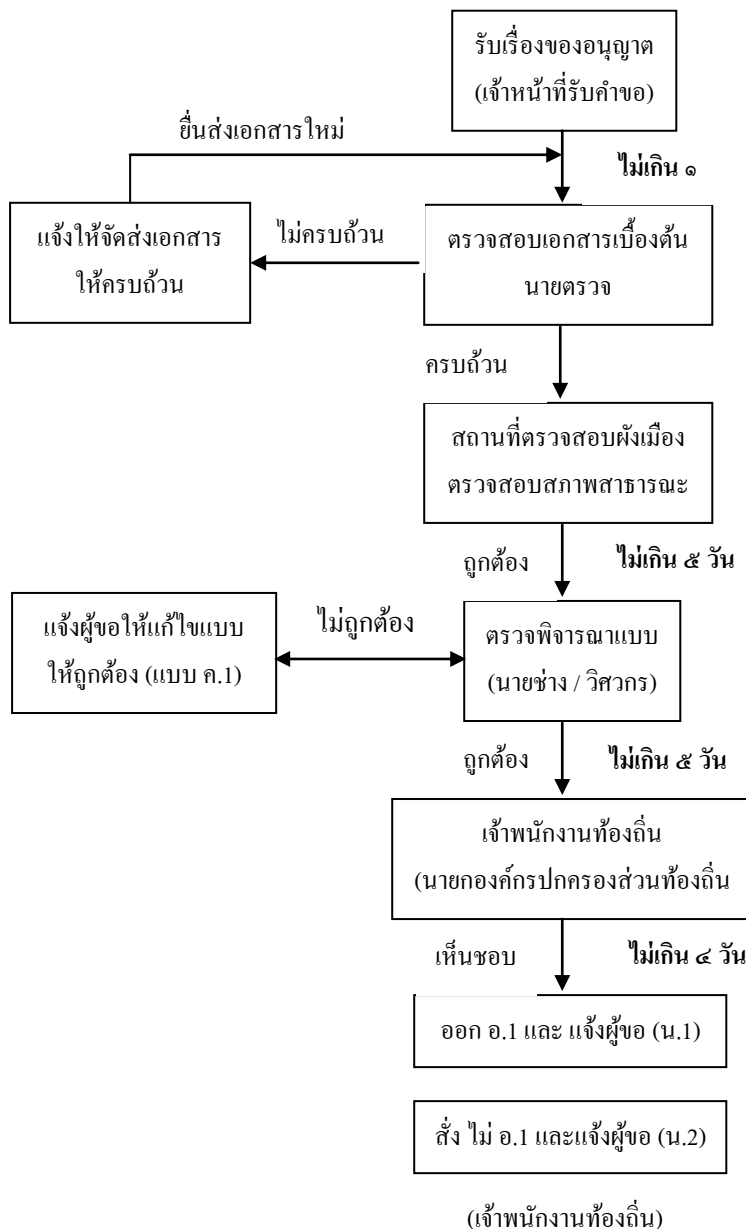 รับเรื่องของอนุญาต
(เจ้าหน้าที่รับคำขอ)
ยื่นส่งเอกสารใหม่
ไม่เกิน ๑
แจ้งให้จัดส่งเอกสาร
ให้ครบถ้วน
ไม่ครบถ้วน
ตรวจสอบเอกสารเบื้องต้น
นายตรวจ
ครบถ้วน
สถานที่ตรวจสอบผังเมือง
ตรวจสอบสภาพสาธารณะ
ถูกต้อง
ไม่เกิน ๕ วัน
แจ้งผู้ขอให้แก้ไขแบบ
ให้ถูกต้อง (แบบ ค.1)
ไม่ถูกต้อง
ตรวจพิจารณาแบบ
(นายช่าง / วิศวกร)
ถูกต้อง
ไม่เกิน ๕ วัน
เจ้าพนักงานท้องถิ่น
(นายกองค์กรปกครองส่วนท้องถิ่น
เห็นชอบ
ไม่เกิน ๔ วัน
ออก อ.1 และ แจ้งผู้ขอ (น.1)
สั่ง ไม่ อ.1 และแจ้งผู้ขอ (น.2)
(เจ้าพนักงานท้องถิ่น)